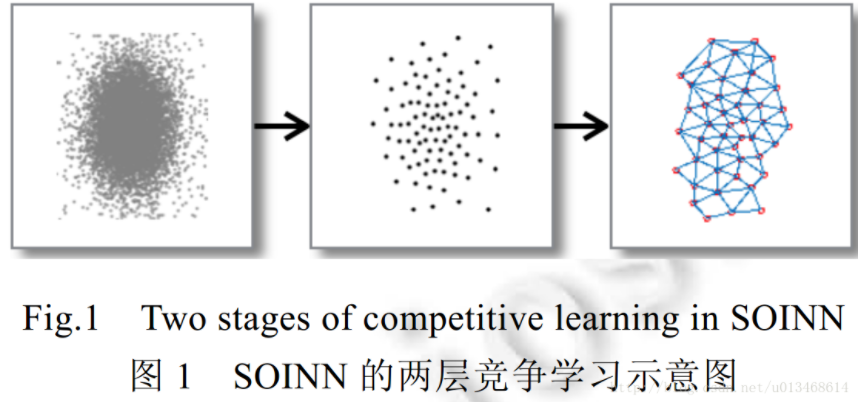 Fig.1 Two stages of competitive learning in SOINN
图 1 SOINN 的两层竞争学习示意图